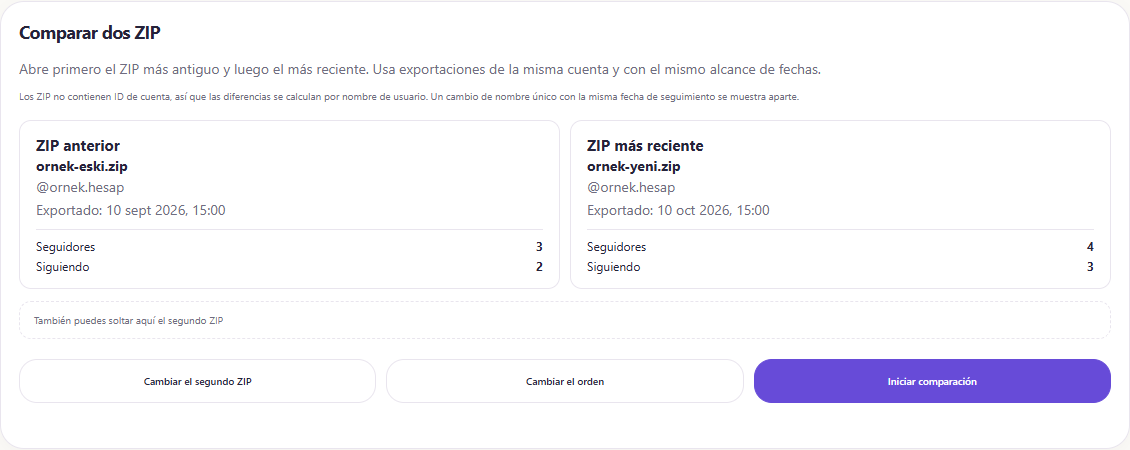 Comparar dos ZIP
Abre primero el ZIP más antiguo y luego el más reciente. Usa exportaciones de la misma cuenta y con el mismo alcance de fechas.
Los ZIP no contienen ID de cuenta, así que las diferencias se calculan por nombre de usuario. Un cambio de nombre único con la misma fecha de seguimiento se muestra aparte.
ZIP anterior
ornek-eski.zip
@ornek.hesap
Exportado: 10 sept 2026, 15:00
Seguidores 3
Siguiendo 2
ZIP más reciente
ornek-yeni.zip
@ornek.hesap
Exportado: 10 oct 2026, 15:00
Seguidores 4
Siguiendo 3
También puedes soltar aquí el segundo ZIP
Cambiar el segundo ZIP
Cambiar el orden
Iniciar comparación